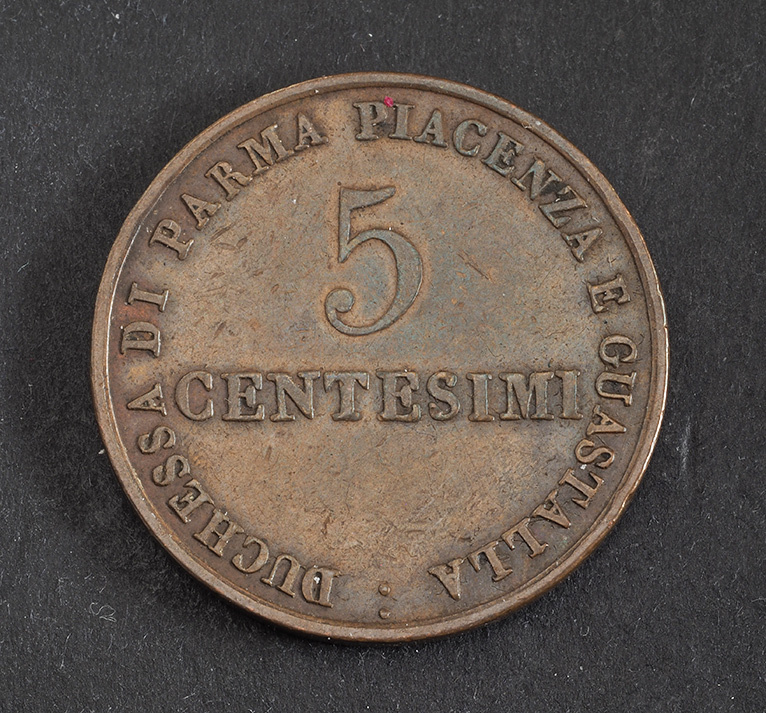 DUCHESSA DI PARMA PIACENZA E GUASTALLA :
5
CENTESIMI